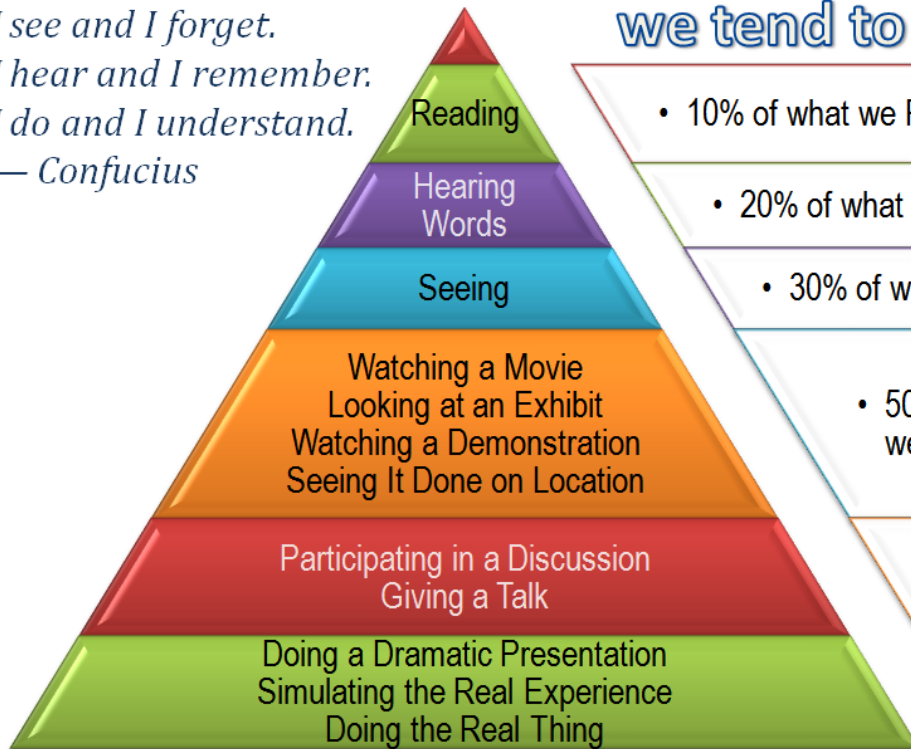 I see and I forget.
I hear and I remember.
I do and I understand.
— Confucius
we tend to
Reading
Hearing
Words
Seeing
Watching a Movie
Looking at an Exhibit
Watching a Demonstration
Seeing It Done on Location
Participating in a Discussion
Giving a Talk
Doing a Dramatic Presentation
Simulating the Real Experience
Doing the Real Thing
• 10% of what we
• 20% of what
• 30% of
• 50